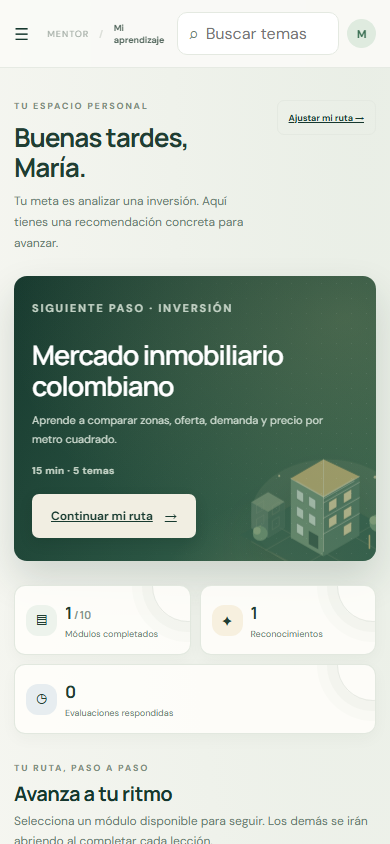 MENTOR / Mi
aprendizaje
Buscar temas
M
TU ESPACIO PERSONAL
Ajustar mi ruta →
Buenas tardes,
María.
Tu meta es analizar una inversión. Aquí
tienes una recomendación concreta para
avanzar.
SIGUIENTE PASO · INVERSIÓN
Mercado inmobiliario
colombiano
Aprende a comparar zonas, oferta, demanda y precio por
metro cuadrado.
15 min · 5 temas
Continuar mi ruta →
1 / 10
Módulos completados
1
Reconocimientos
0
Evaluaciones respondidas
TU RUTA, PASO A PASO
Avanza a tu ritmo
Selecciona un módulo disponible para seguir. Los demás se irán
abriendo al completar cada lección.